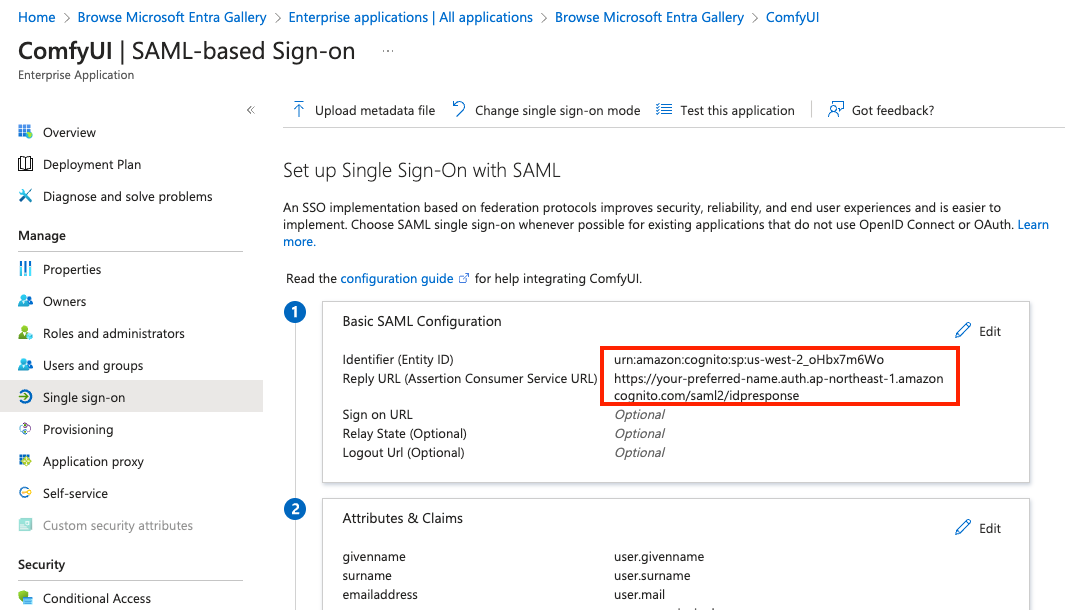 Home > Browse Microsoft Entra Gallery > Enterprise applications | All applications > Browse Microsoft Entra Gallery > ComfyUI
ComfyUI | SAML-based Sign-on ...
Enterprise Application
«
Upload metadata file Change single sign-on mode Test this application Got feedback?
Overview
Deployment Plan
Diagnose and solve problems
Manage
Properties
Owners
Roles and administrators
Users and groups
Single sign-on
Provisioning
Application proxy
Self-service
Custom security attributes
Security
Conditional Access
Set up Single Sign-On with SAML
An SSO implementation based on federation protocols improves security, reliability, and end user experiences and is easier to
implement. Choose SAML single sign-on whenever possible for existing applications that do not use OpenID Connect or OAuth. Learn
more.
Read the configuration guide for help integrating ComfyUI.
1
Basic SAML Configuration
Edit
Identifier (Entity ID) urn:amazon:cognito:sp:us-west-2_oHbx7m6Wo
Reply URL (Assertion Consumer Service URL) https://your-preferred-name.auth.ap-northeast-1.amazon
cognito.com/saml2/idpresponse
Sign on URL Optional
Relay State (Optional) Optional
Logout Url (Optional) Optional
2
Attributes & Claims
Edit
givenname user.givenname
surname user.surname
emailaddress user.mail